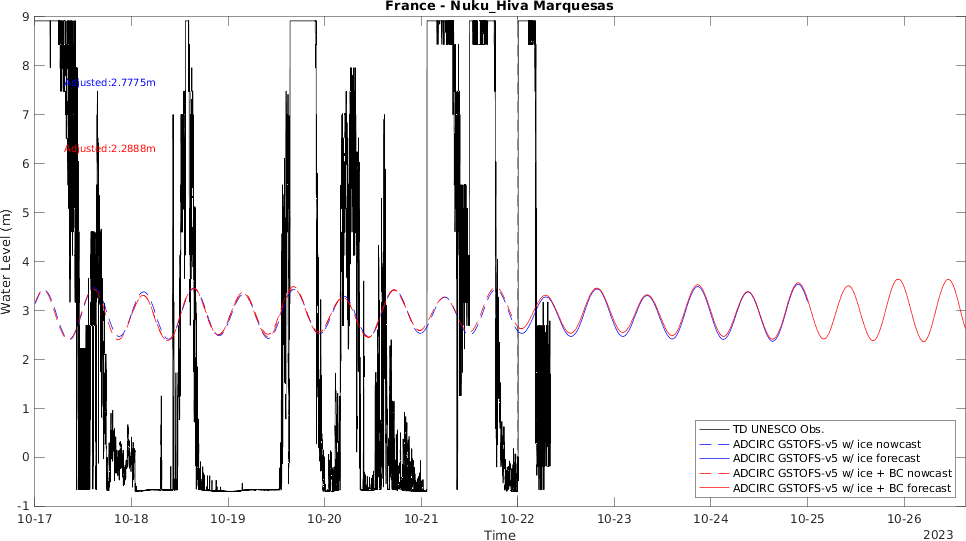 France - Nuku_Hiva Marquesas
Water Level (m)
9
8
7
6
5
4
3
2
1
0
-1
Adjusted:2.7775m
Adjusted:2.2888m
TD UNESCO Obs.
ADCIRC GSTOFS-v5 w/ ice nowcast
ADCIRC GSTOFS-v5 w/ ice forecast
ADCIRC GSTOFS-v5 w/ ice + BC nowcast
ADCIRC GSTOFS-v5 w/ ice + BC forecast
10-17 10-18 10-19 10-20 10-21 10-22 10-23 10-24 10-25 10-26
Time
2023